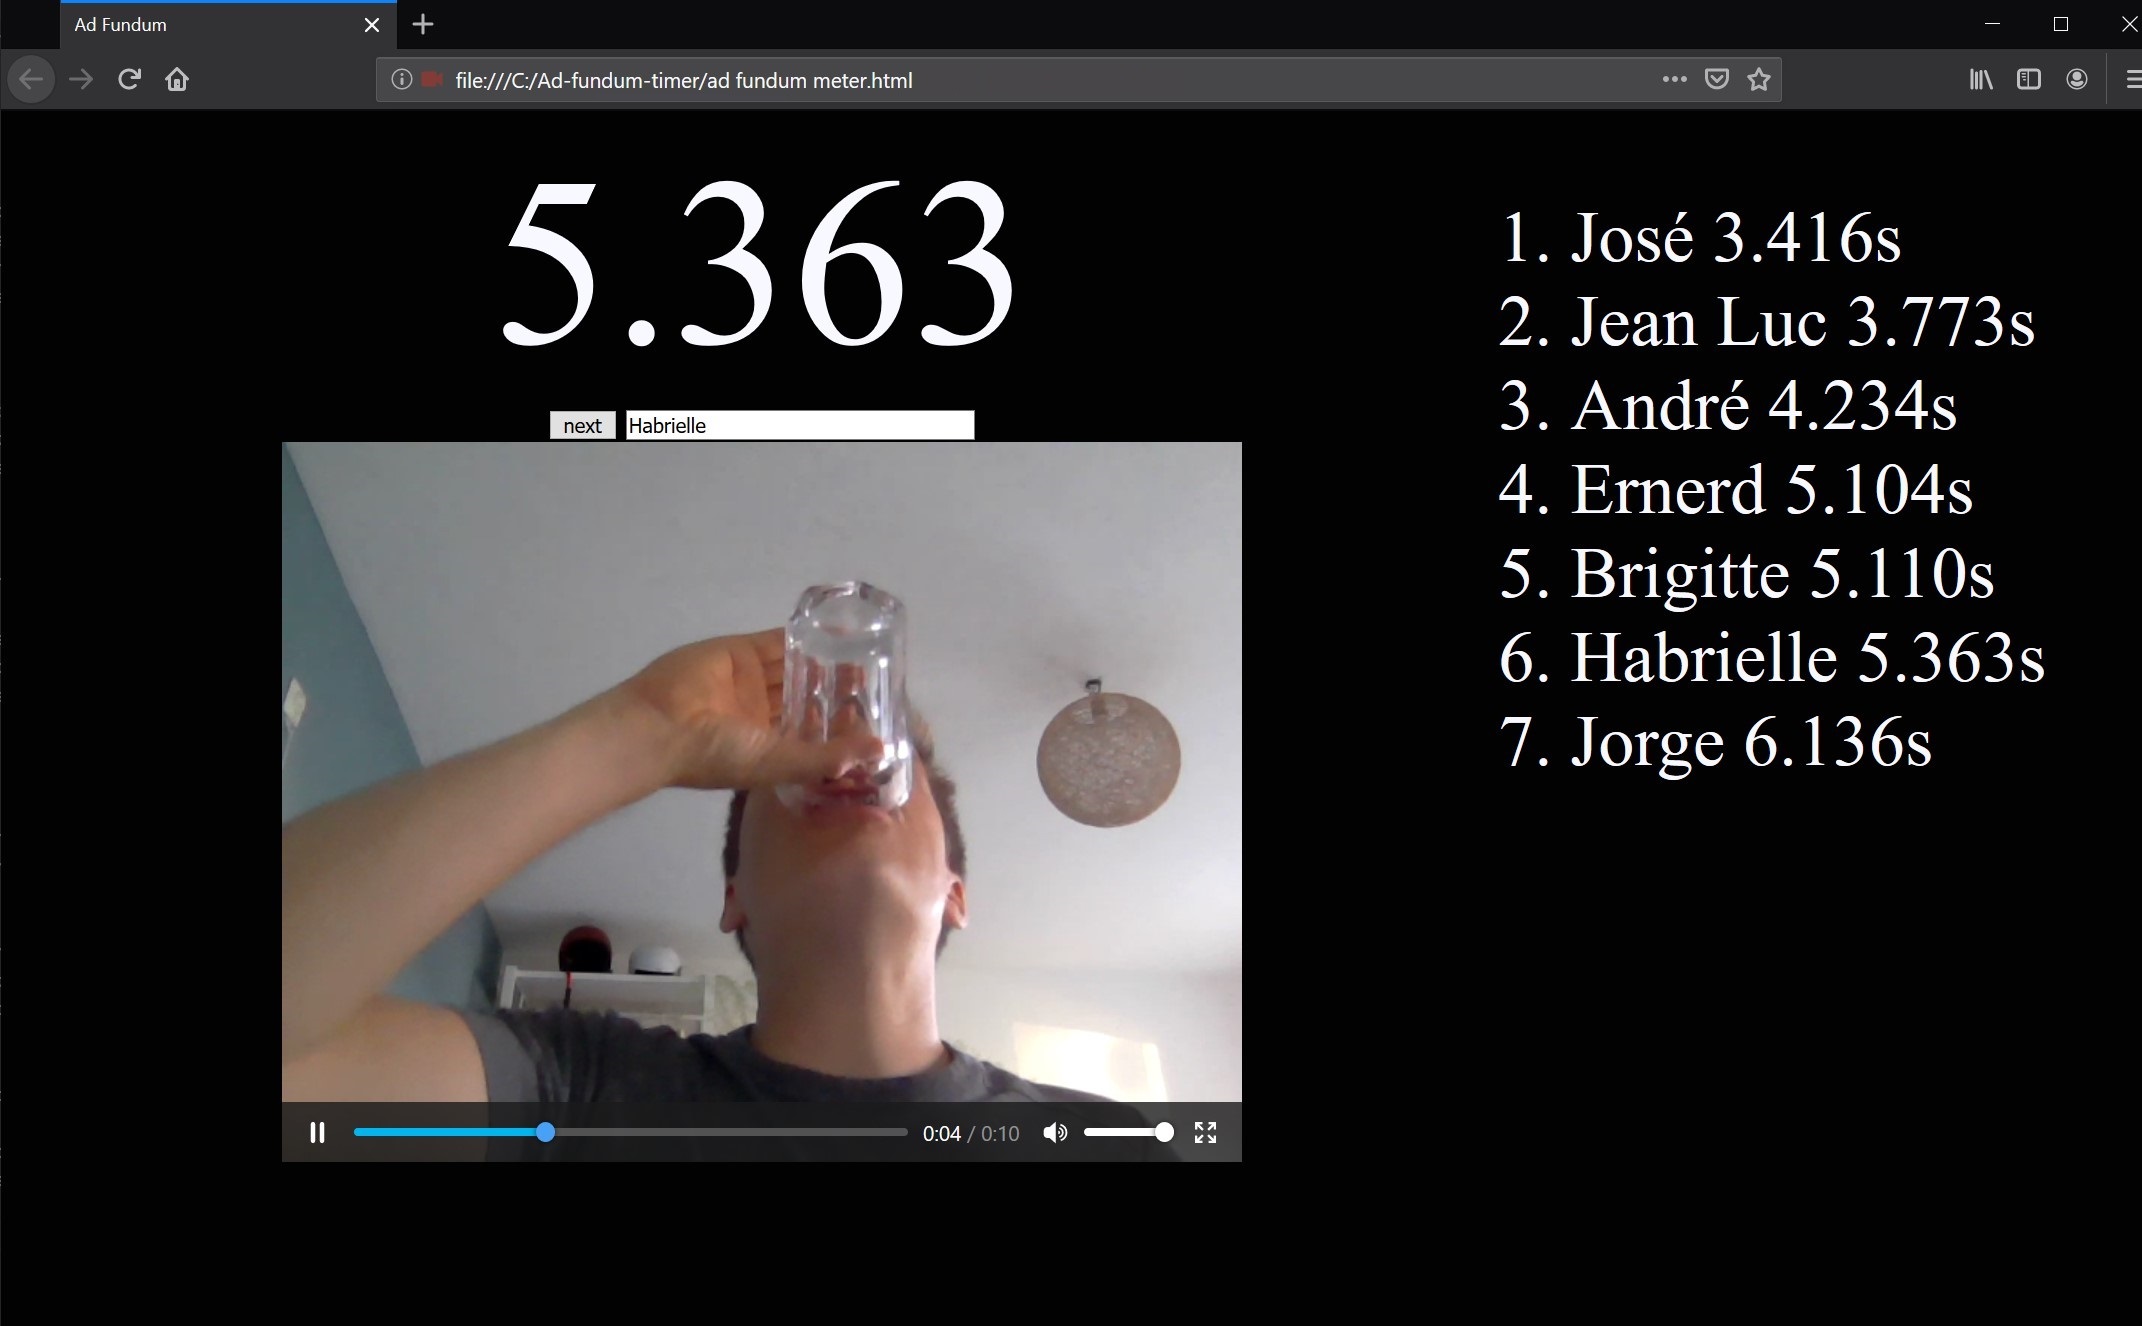 Ad Fundum
file:///C:/Ad-fundum-timer/ad fundum meter.html
5.363
next Habrielle
1. José 3.416s
2. Jean Luc 3.773s
3. André 4.234s
4. Ernerd 5.104s
5. Brigitte 5.110s
6. Habrielle 5.363s
7. Jorge 6.136s
0:04 / 0:10